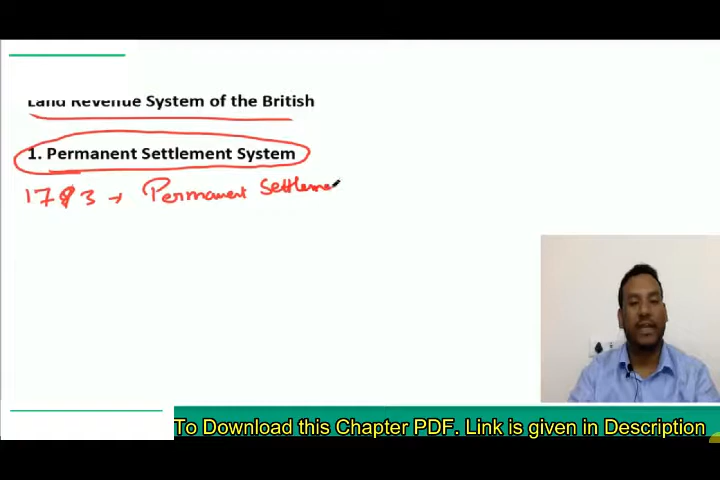 Land Revenue System of the British
1. Permanent Settlement System
1793 → Permanent Settleme
To Download this Chapter PDF. Link is given in Description